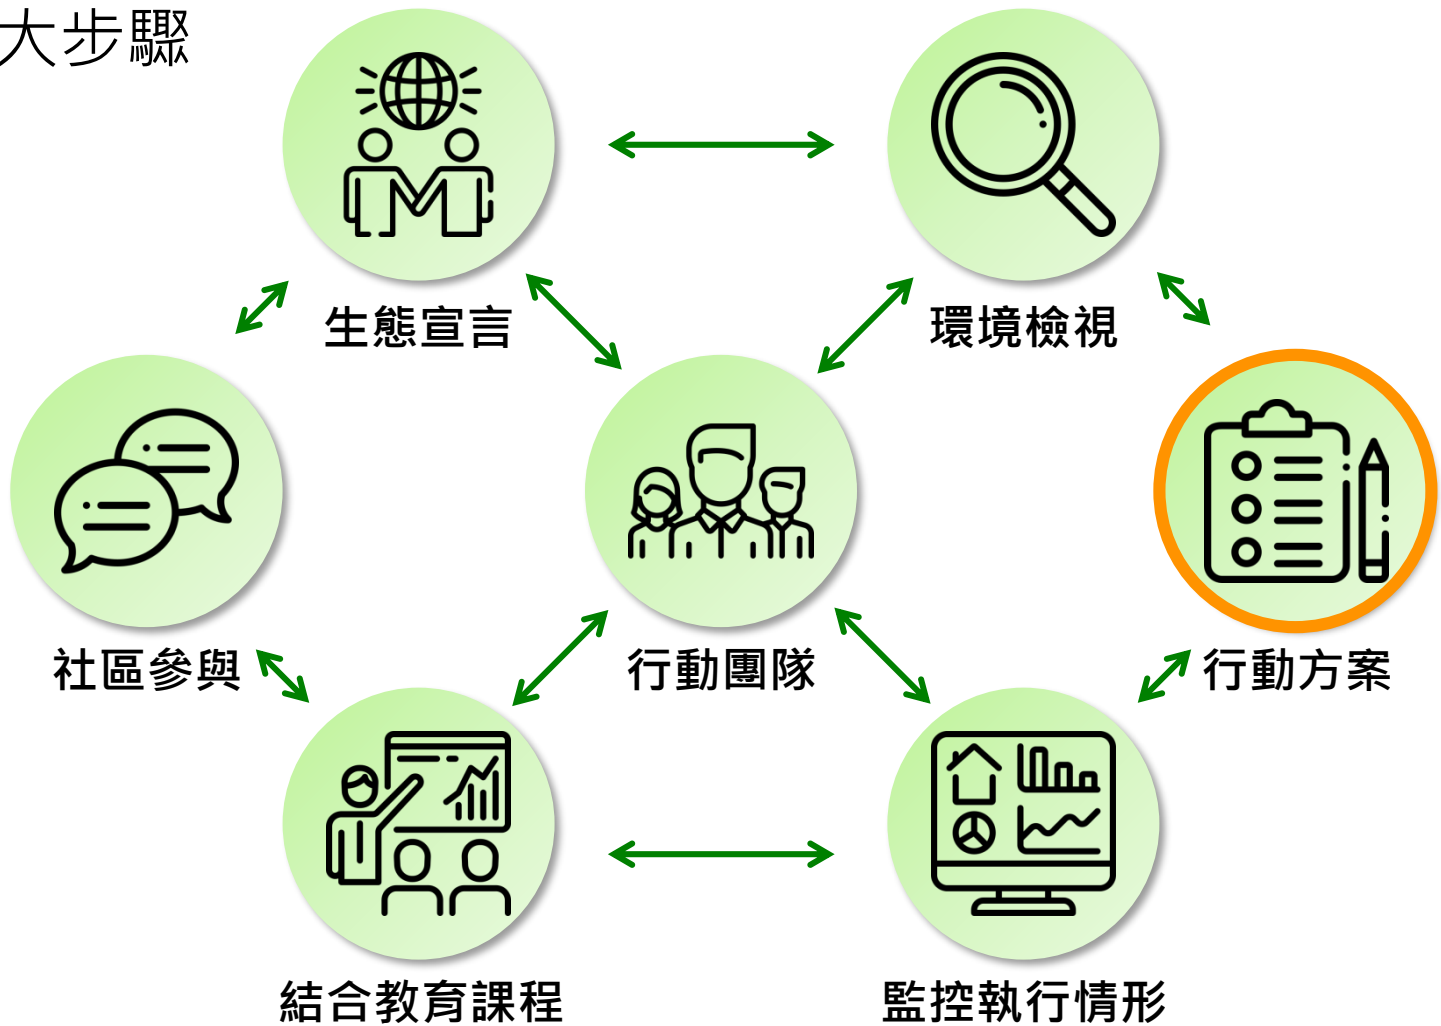 大步驟
生態宣言
環境檢視
社區參與
行動團隊
行動方案
結合教育課程
監控執行情形